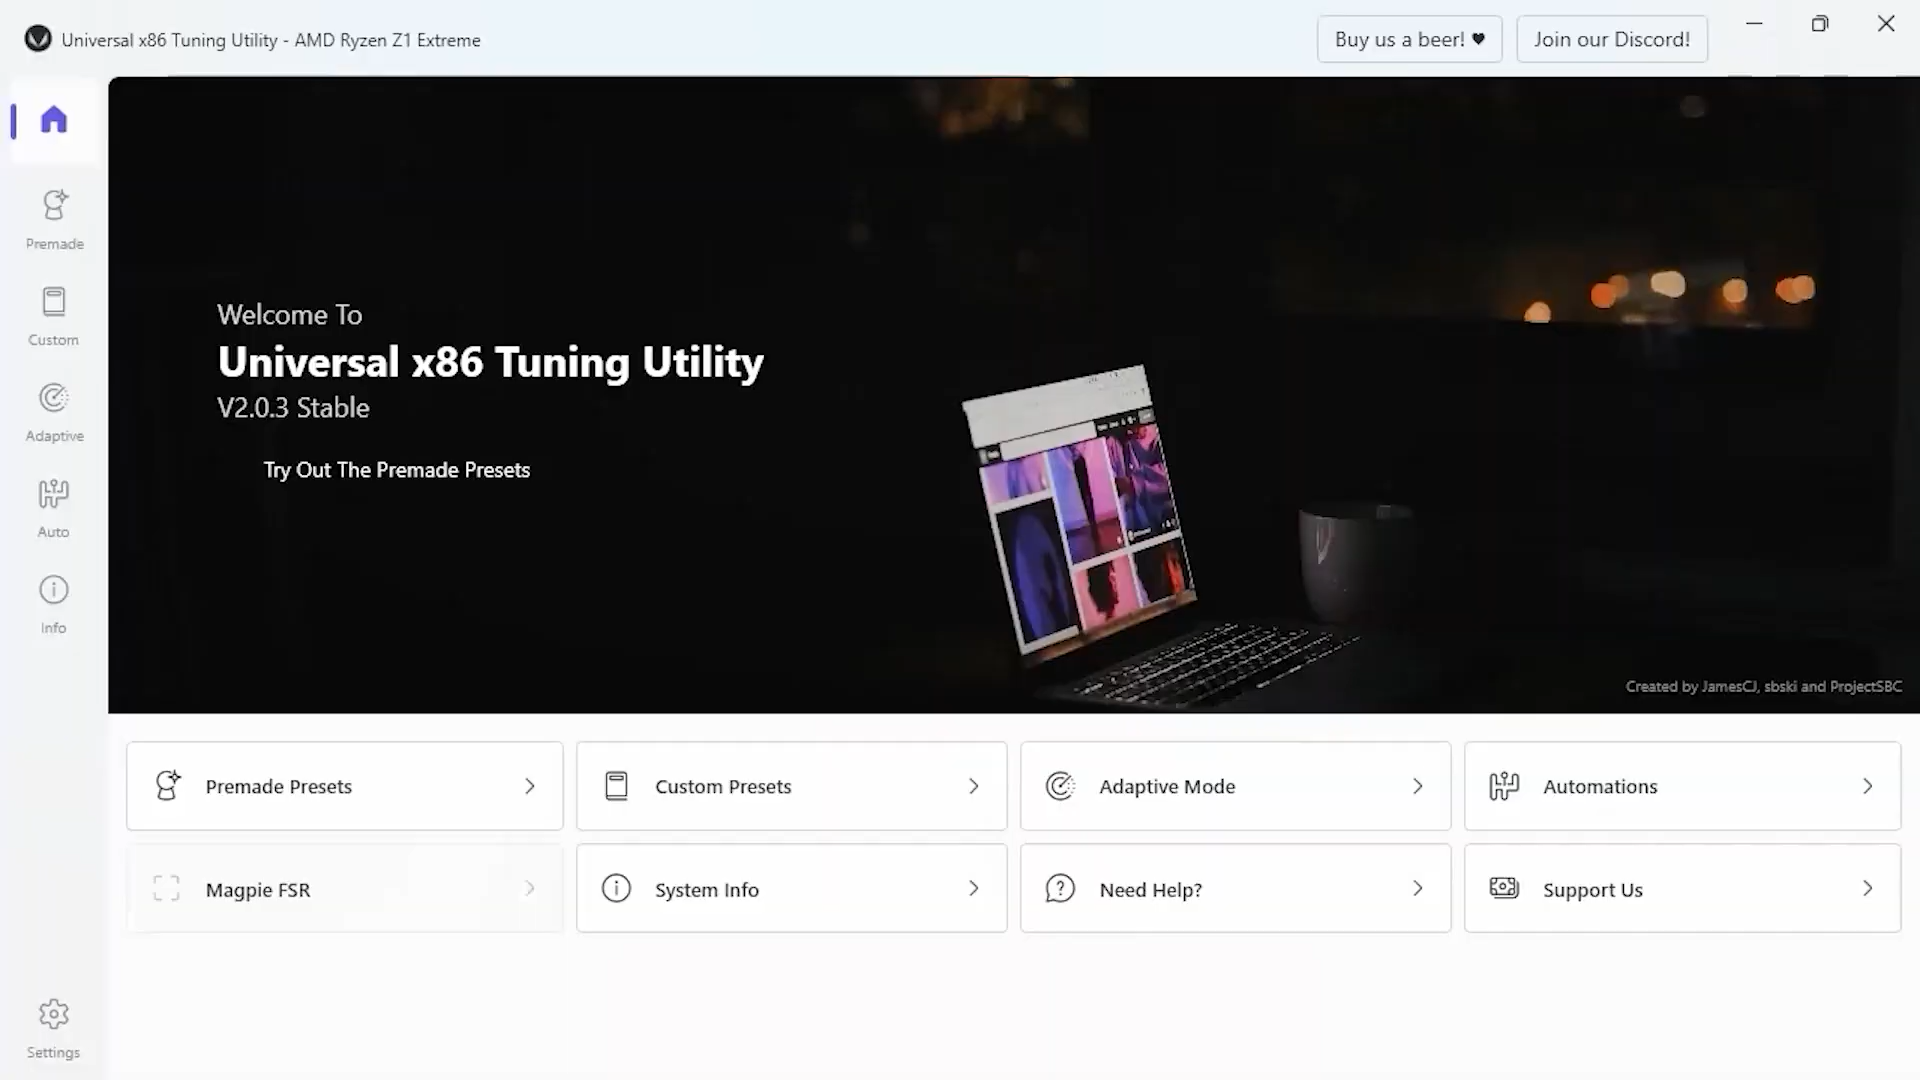 Universal x86 Tuning Utility - AMD Ryzen Z1 Extreme
Buy us a beer! ♥
Join our Discord!
Premade
Custom
Adaptive
Auto
Info
Settings
Welcome To
Universal x86 Tuning Utility
V2.0.3 Stable
Try Out The Premade Presets
Created by JamesCJ, sbski and ProjectSBC
Premade Presets
Custom Presets
Adaptive Mode
Automations
Magpie FSR
System Info
Need Help?
Support Us